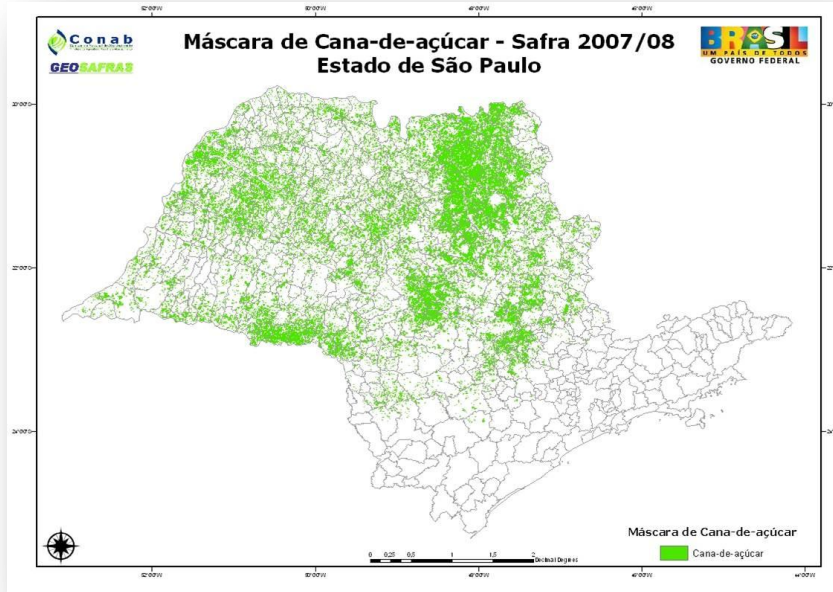 Conab
GEOSAFRAS
Máscara de Cana-de-açúcar - Safra 2007/08
Estado de São Paulo
BRASIL
UM PAÍS DE TODOS
GOVERNO FEDERAL
Máscara de Cana-de-açúcar
Cana-de-açúcar
0 0,25 0,5 1 1,5 2
Decimal Degrees